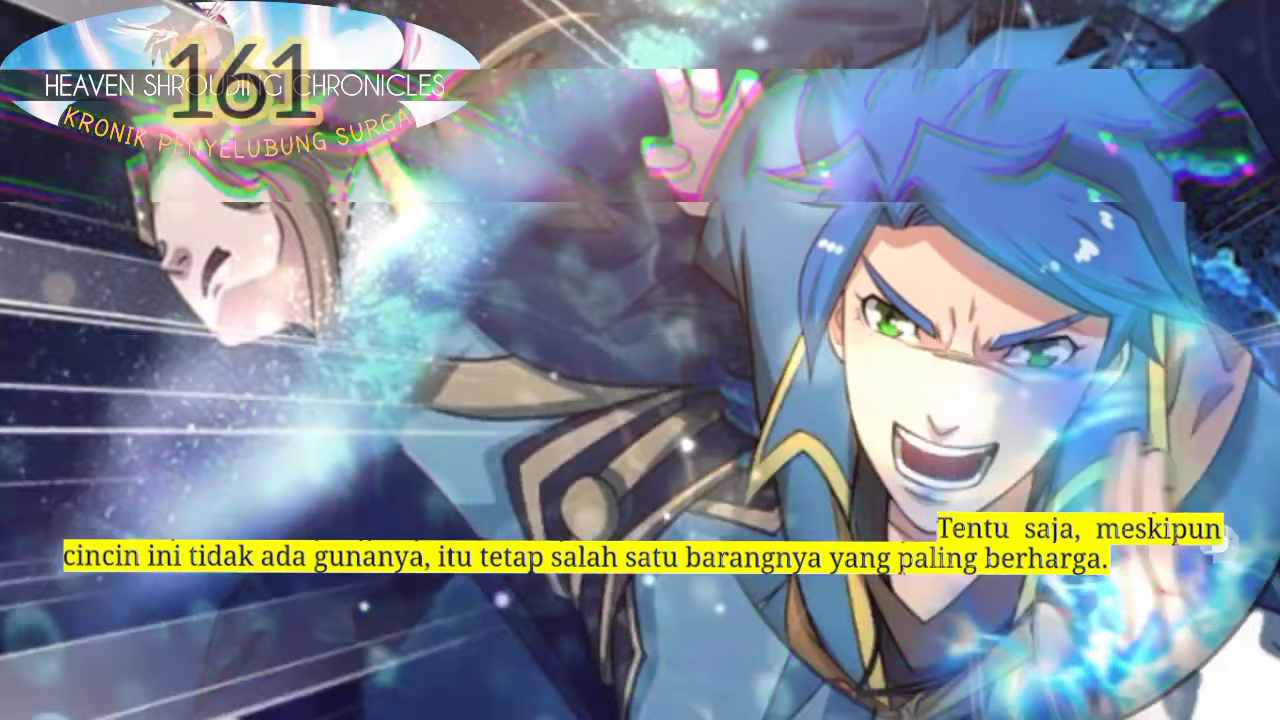 161
HEAVEN SHROUDING CHRONICLES
KRONIK PENYELUBUNG SURGA
Tentu saja, meskipun
cincin ini tidak ada gunanya, itu tetap salah satu barangnya yang paling berharga.